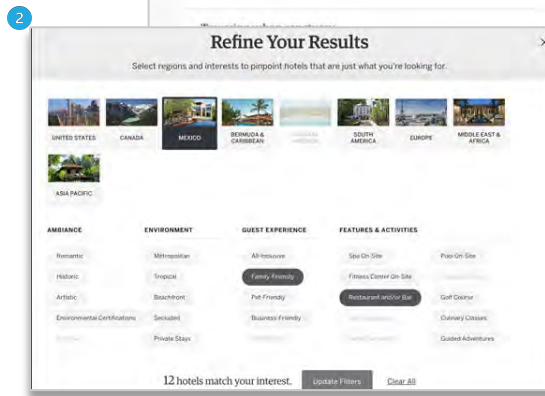 2
Refine Your Results
Select regions and interests to pinpoint hotels that are just what you're looking for.
UNITED STATES
CANADA
MEXICO
BERMUDA &
CARIBBEAN
SOUTH
AMERICA
EUROPE
MIDDLE EAST &
AFRICA
ASIA PACIFIC
AMBIANCE
Romantic
Historic
Artistic
Environmental Certifications
ENVIRONMENT
Metropolitan
Tropical
Beachfront
Secluded
Private Stays
GUEST EXPERIENCE
All-Inclusive
Family-Friendly
Pet-Friendly
Business-Friendly
FEATURES & ACTIVITIES
Spa On-Site
Fitness Center On-Site
Restaurant and/or Bar
Pool On-Site
Golf Course
Culinary Classes
Guided Adventures
12 hotels match your interest.
Update Filters
Clear All